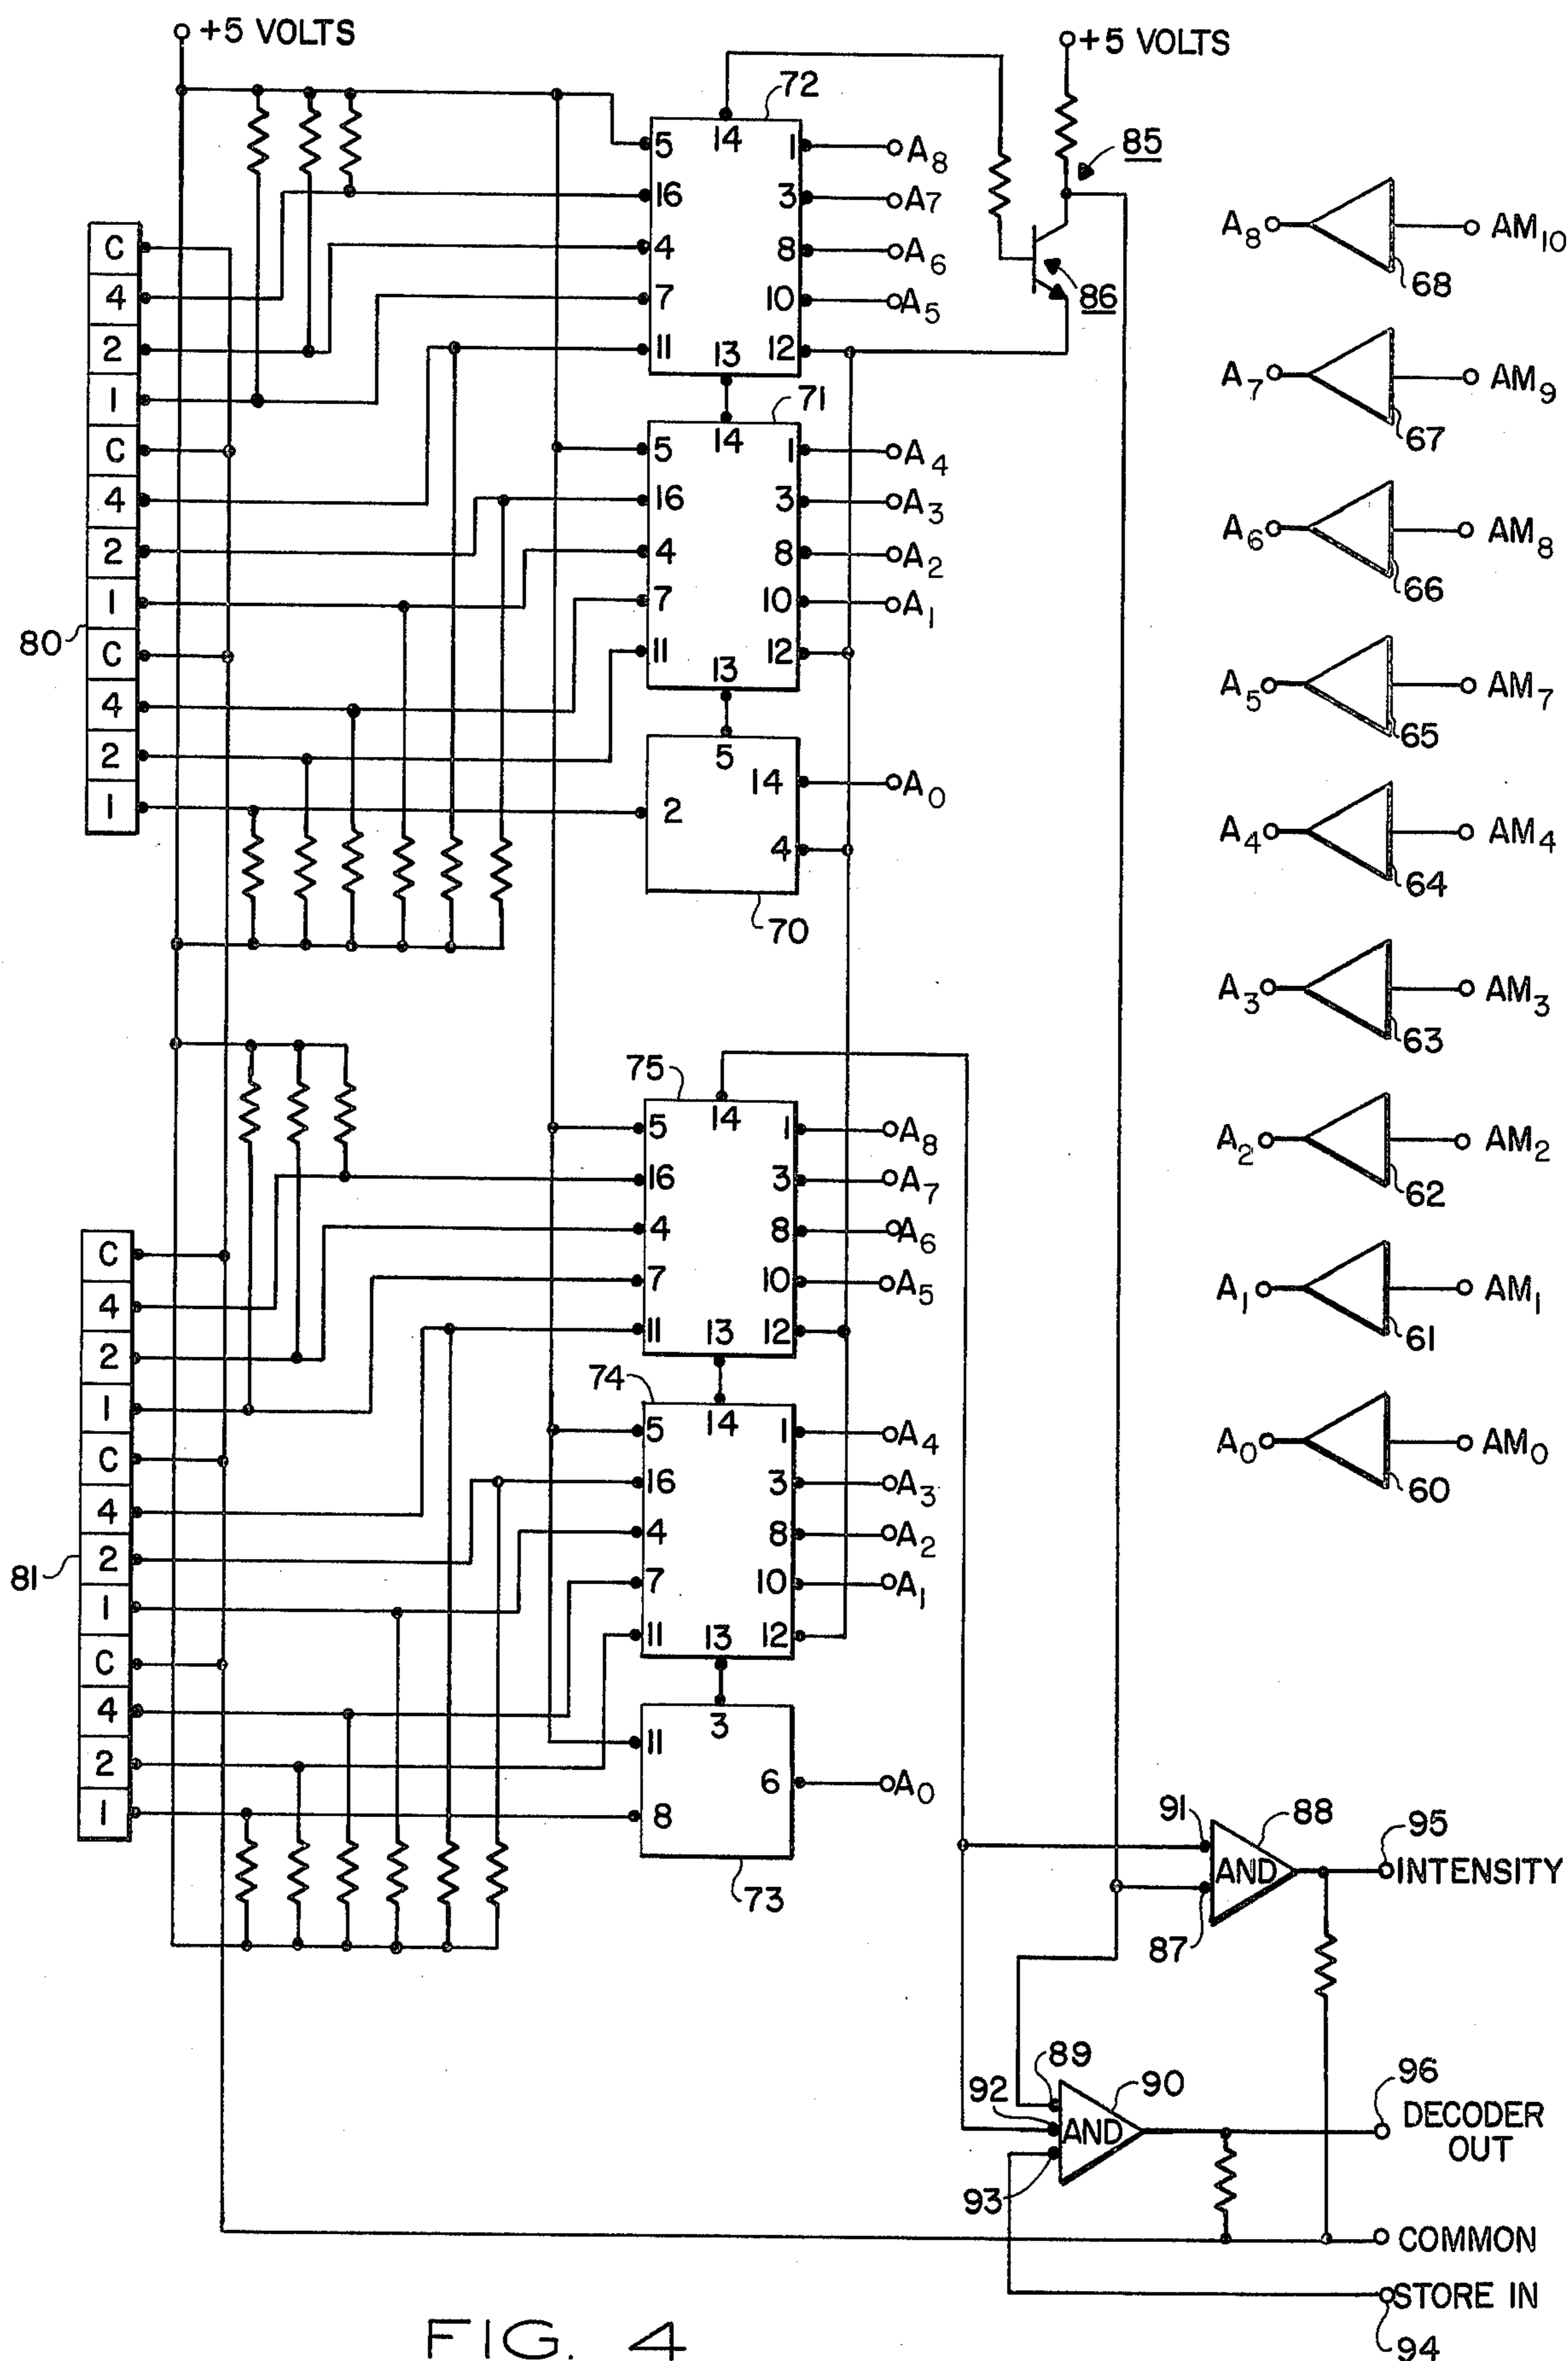 +5 VOLTS
+5 VOLTS
72
14
5
16
4
7
11
13
1
3
8
10
12
A8
A7
A6
A5
85
86
80
C
4
2
1
C
4
2
1
C
4
2
1
71
14
5
16
4
7
11
13
1
3
8
10
12
A4
A3
A2
A1
5
14
2
4
A0
70
A8 68 AM10
A7 67 AM9
A6 66 AM8
A5 65 AM7
A4 64 AM4
A3 63 AM3
A2 62 AM2
A1 61 AM1
A0 60 AM0
81
C
4
2
1
C
4
2
1
C
4
2
1
75
14
5
16
4
7
11
13
1
3
8
10
12
A8
A7
A6
A5
74
14
5
16
4
7
11
13
1
3
8
10
12
A4
A3
A2
A1
3
11
6
8
A0
73
91
88
AND
87
95
INTENSITY
89
90
92
AND
93
96
DECODER
OUT
COMMON
STORE IN
94
FIG. 4